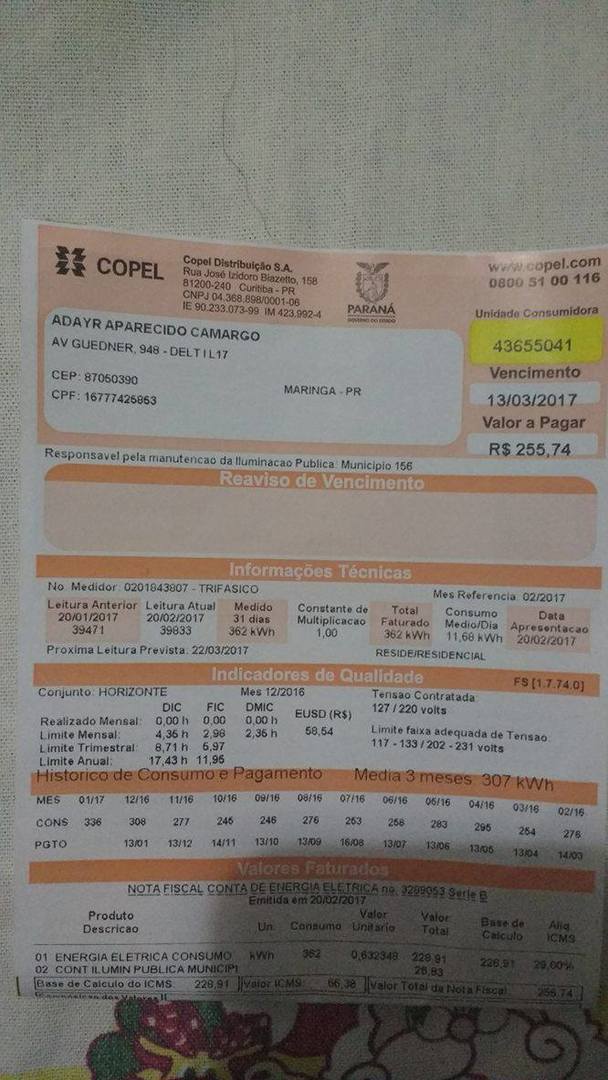 COPEL
Copel Distribuição S.A.
Rua José Izidoro Biazetto, 158
81200-240 Curitiba - PR
CNPJ 04.368.898/0001-06
IE 90.233.073-99 IM 423.992-4
PARANÁ
GOVERNO DO ESTADO
www.copel.com
0800 51 00 116
Unidade Consumidora
43655041
Vencimento
13/03/2017
Valor a Pagar
R$ 255,74
ADAYR APARECIDO CAMARGO
AV GUEDNER, 948 - DELT I L17
CEP: 87050390
MARINGA - PR
CPF: 16777425853
Responsavel pela manutencao da Iluminacao Publica: Municipio 156
Reaviso de Vencimento
Informações Técnicas
No. Medidor: 0201843807 - TRIFASICO
Mes Referencia: 02/2017
Leitura Anterior Leitura Atual Medido Constante de Total Consumo Data
20/01/2017 20/02/2017 31 dias Multiplicacao Faturado Medio/Dia Apresentacao
39471 39833 362 kWh 1,00 362 kWh 11,68 kWh 20/02/2017
Proxima Leitura Prevista: 22/03/2017
RESIDE/RESIDENCIAL
Indicadores de Qualidade
FS [1.7.74.0]
Conjunto: HORIZONTE Mes 12/2016 Tensao Contratada:
DIC FIC DMIC EUSD (R$) 127 / 220 volts
Realizado Mensal: 0,00 h 0,00 0,00 h 58,54
Limite Mensal: 4,36 h 2,98 2,36 h Limite faixa adequada de Tensao:
Limite Trimestral: 8,71 h 5,97 117 - 133 / 202 - 231 volts
Limite Anual: 17,43 h 11,95
Historico de Consumo e Pagamento Media 3 meses 307 kWh
MES 01/17 12/16 11/16 10/16 09/16 08/16 07/16 06/16 05/16 04/16 03/16 02/16
CONS 336 308 277 245 246 276 253 258 283 295 254 276
PGTO 13/01 13/12 14/11 13/10 13/09 16/08 13/07 13/06 13/05 13/04 14/03
Valores Faturados
NOTA FISCAL CONTA DE ENERGIA ELETRICA no. 3299053 Serie B
Emitida em 20/02/2017
Produto Valor Valor Base de Aliq.
Descricao Un. Consumo Unitario Total Calculo ICMS
01 ENERGIA ELETRICA CONSUMO kWh 362 0,632348 228,91 228,91 29,00%
02 CONT ILUMIN PUBLICA MUNICIPI 26,83
Base de Calculo do ICMS 228,91 Valor ICMS: 66,38 Valor Total da Nota Fiscal 255,74